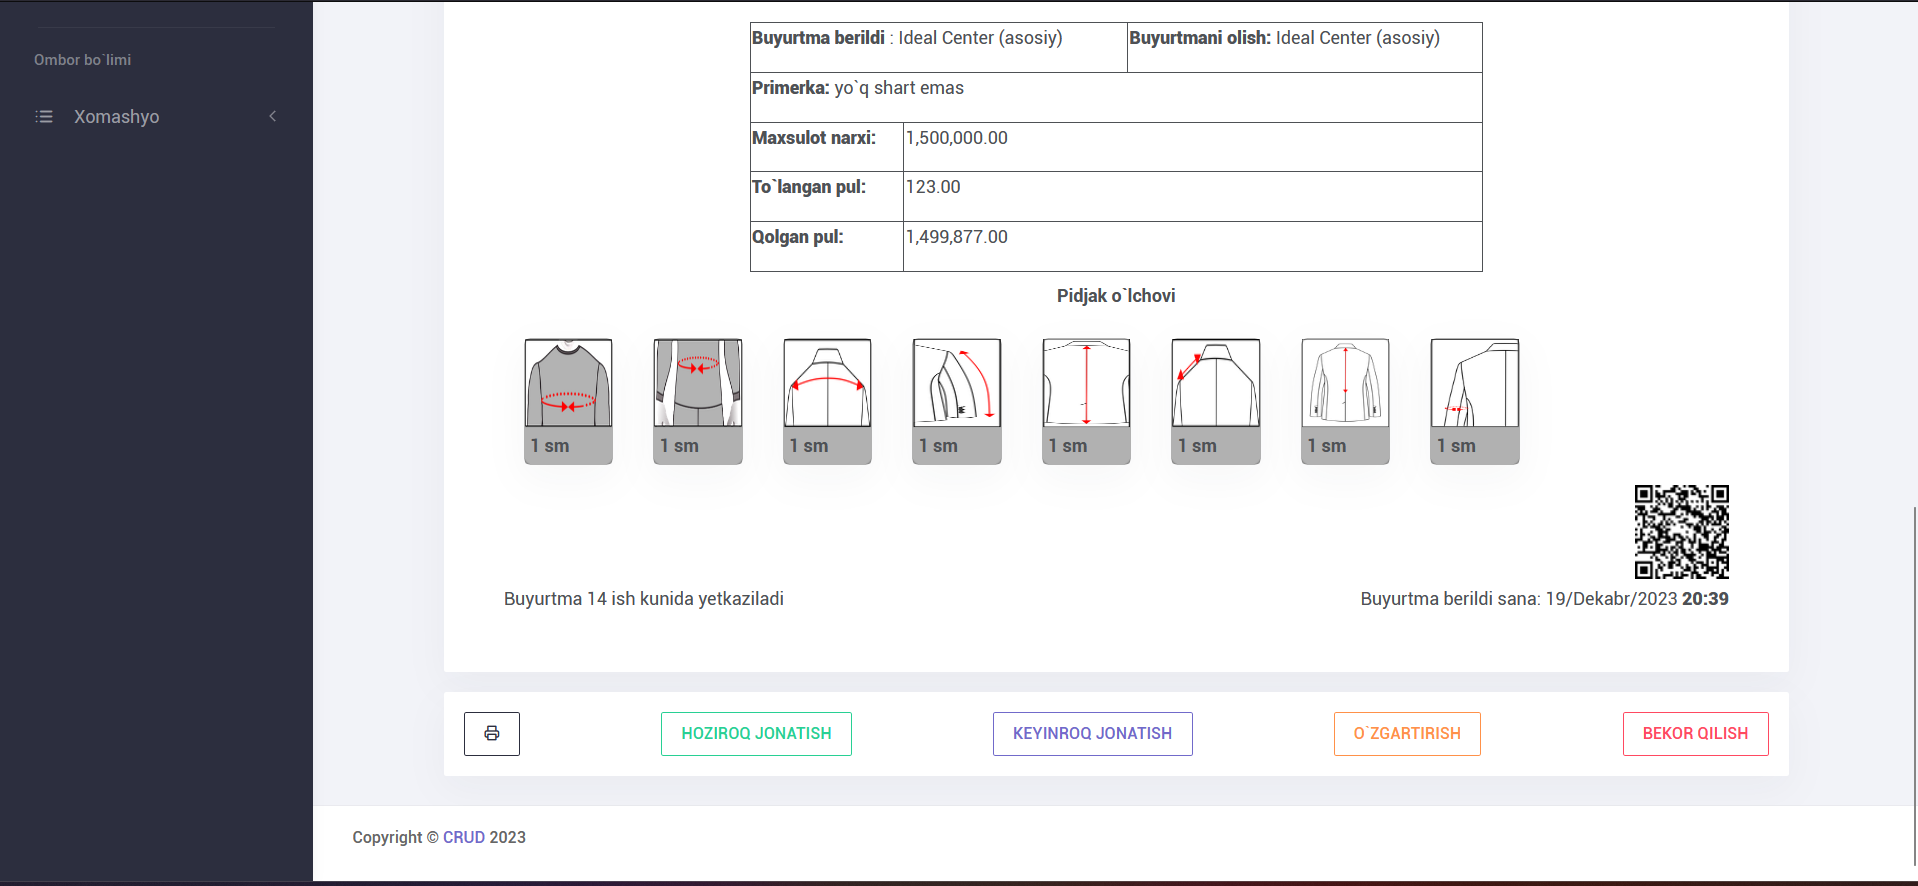 Ombor bo`limi
Xomashyo
Buyurtma berildi : Ideal Center (asosiy)
Buyurtmani olish: Ideal Center (asosiy)
Primerka: yo`q shart emas
Maxsulot narxi: 1,500,000.00
To`langan pul: 123.00
Qolgan pul: 1,499,877.00
Pidjak o`lchovi
1 sm 1 sm 1 sm 1 sm 1 sm 1 sm 1 sm 1 sm
Buyurtma 14 ish kunida yetkaziladi
Buyurtma berildi sana: 19/Dekabr/2023 20:39
HOZIROQ JONATISH
KEYINROQ JONATISH
O`ZGARTIRISH
BEKOR QILISH
Copyright © CRUD 2023